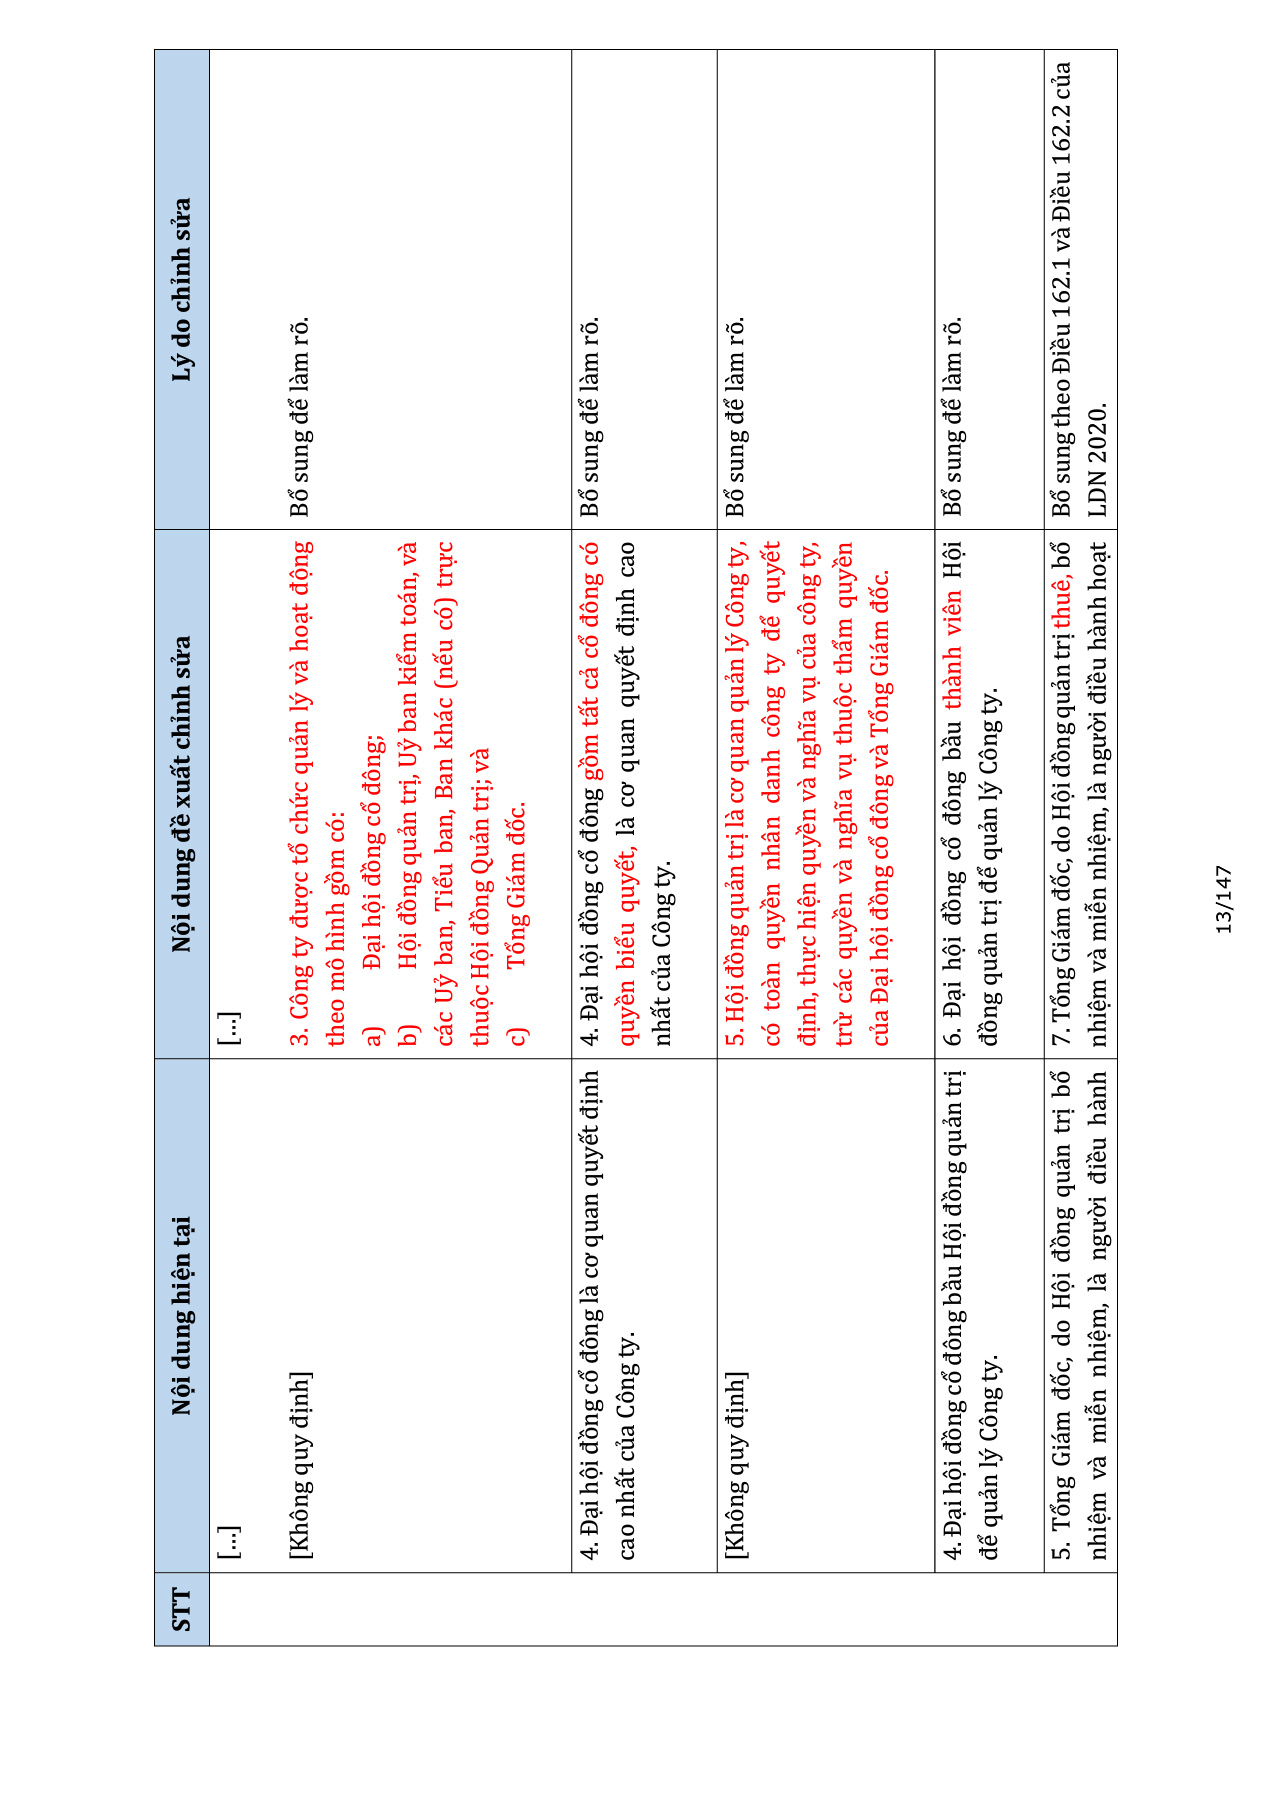 STT
Nội dung hiện tại
Nội dung đề xuất chỉnh sửa
Lý do chỉnh sửa
[...]
[...]
[Không quy định]
3. Công ty được tổ chức quản lý và hoạt động
theo mô hình gồm có:
a) Đại hội đồng cổ đông;
b) Hội đồng quản trị, Uỷ ban kiểm toán, và
các Uỷ ban, Tiểu ban, Ban khác (nếu có) trực
thuộc Hội đồng Quản trị; và
c) Tổng Giám đốc.
Bổ sung để làm rõ.
4. Đại hội đồng cổ đông là cơ quan quyết định
cao nhất của Công ty.
4. Đại hội đồng cổ đông gồm tất cả cổ đông có
quyền biểu quyết, là cơ quan quyết định cao
nhất của Công ty.
Bổ sung để làm rõ.
[Không quy định]
5. Hội đồng quản trị là cơ quan quản lý Công ty,
có toàn quyền nhân danh công ty để quyết
định, thực hiện quyền và nghĩa vụ của công ty,
trừ các quyền và nghĩa vụ thuộc thẩm quyền
của Đại hội đồng cổ đông và Tổng Giám đốc.
Bổ sung để làm rõ.
4. Đại hội đồng cổ đông bầu Hội đồng quản trị
để quản lý Công ty.
6. Đại hội đồng cổ đông bầu thành viên Hội
đồng quản trị để quản lý Công ty.
Bổ sung để làm rõ.
5. Tổng Giám đốc, do Hội đồng quản trị bổ
nhiệm và miễn nhiệm, là người điều hành
7. Tổng Giám đốc, do Hội đồng quản trị thuê, bổ
nhiệm và miễn nhiệm, là người điều hành hoạt
Bổ sung theo Điều 162.1 và Điều 162.2 của
LDN 2020.
13/147